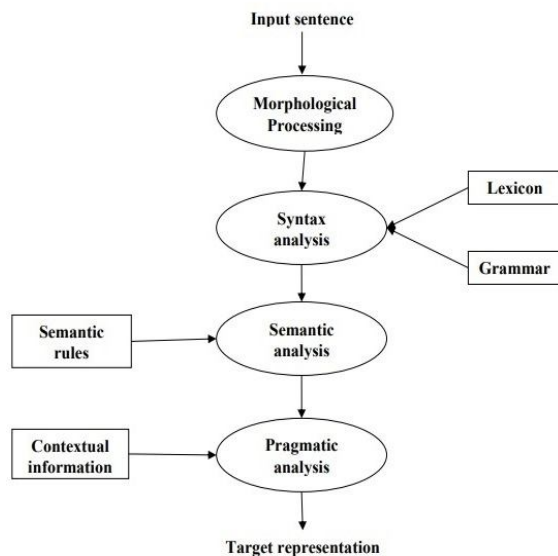 Input sentence
Morphological
Processing
Lexicon
Syntax
analysis
Grammar
Semantic
rules
Semantic
analysis
Contextual
information
Pragmatic
analysis
Target representation